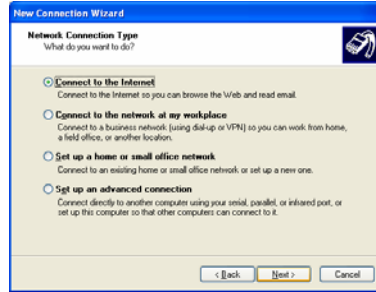 New Connection Wizard
Network Connection Type
What do you want to do?
Connect to the Internet
Connect to the Internet so you can browse the Web and read email.
Connect to the network at my workplace
Connect to a business network (using dial-up or VPN) so you can work from home,
a field office, or another location.
Set up a home or small office network
Connect to an existing home or small office network or set up a new one.
Set up an advanced connection
Connect directly to another computer using your serial, parallel, or infrared port, or
set up this computer so that other computers can connect to it.
< Back Next > Cancel